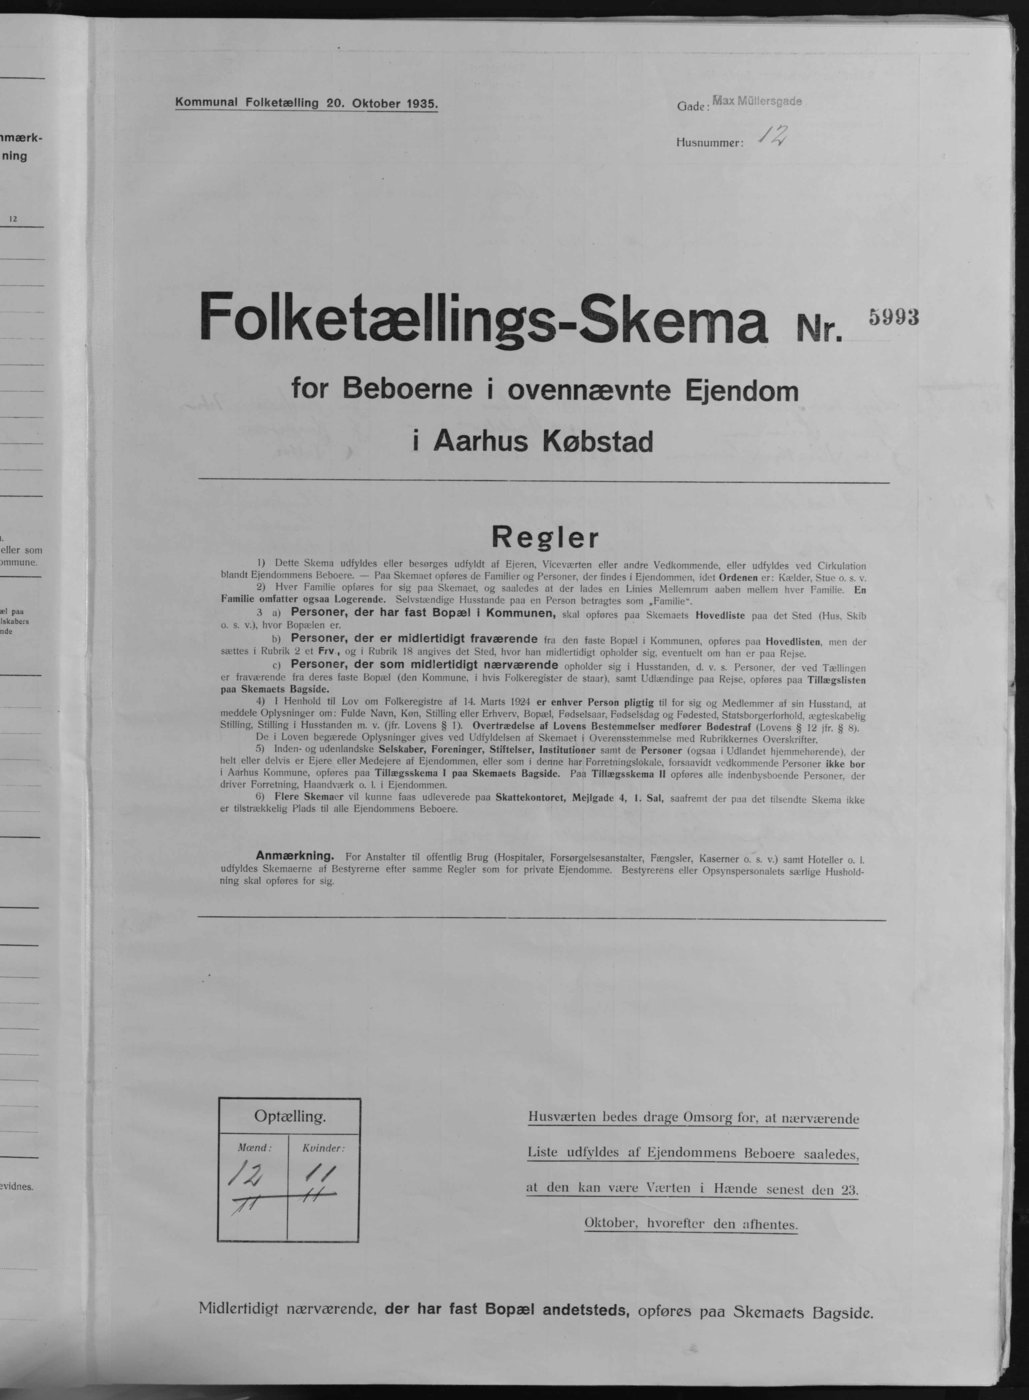 nmærk-
ning
12
eller som
ommune.
æl paa
lskabers
nde
evidnes.
Kommunal Folketælling 20. Oktober 1935.
Gade: Max Müllersgade
Husnummer: 12
Folketællings-Skema Nr. 5993
for Beboerne i ovennævnte Ejendom
i Aarhus Købstad
Regler
1) Dette Skema udfyldes eller besørges udfyldt af Ejeren, Viceværten eller andre Vedkommende, eller udfyldes ved Cirkulation
blandt Ejendommens Beboere. — Paa Skemaet opføres de Familier og Personer, der findes i Ejendommen, idet Ordenen er: Kælder, Stue o. s. v.
2) Hver Familie opføres for sig paa Skemaet, og saaledes at der lades en Linies Mellemrum aaben mellem hver Familie. En
Familie omfatter ogsaa Logerende. Selvstændige Husstande paa en Person betragtes som „Familie“.
3 a) Personer, der har fast Bopæl i Kommunen, skal opføres paa Skemaets Hovedliste paa det Sted (Hus, Skib
o. s. v.), hvor Bopælen er.
b) Personer, der er midlertidigt fraværende fra den faste Bopæl i Kommunen, opføres paa Hovedlisten, men der
sættes i Rubrik 2 et Frv., og i Rubrik 18 angives det Sted, hvor han midlertidigt opholder sig, eventuelt om han er paa Rejse.
c) Personer, der som midlertidigt nærværende opholder sig i Husstanden, d. v. s. Personer, der ved Tællingen
er fraværende fra deres faste Bopæl (den Kommune, i hvis Folkeregister de staar), samt Udlændinge paa Rejse, opføres paa Tillægslisten
paa Skemaets Bagside.
4) I Henhold til Lov om Folkeregistre af 14. Marts 1924 er enhver Person pligtig til for sig og Medlemmer af sin Husstand, at
meddele Oplysninger om: Fulde Navn, Køn, Stilling eller Erhverv, Bopæl, Fødselsaar, Fødselsdag og Fødested, Statsborgerforhold, ægteskabelig
Stilling, Stilling i Husstanden m. v. (jfr. Lovens § 1). Overtrædelse af Lovens Bestemmelser medfører Bødestraf (Lovens § 12 jfr. § 8).
De i Loven begærede Oplysninger gives ved Udfyldelsen af Skemaet i Overensstemmelse med Rubrikkernes Overskrifter.
5) Inden- og udenlandske Selskaber, Foreninger, Stiftelser, Institutioner samt de Personer (ogsaa i Udlandet hjemmehørende), der
helt eller delvis er Ejere eller Medejere af Ejendommen, eller som i denne har Forretningslokale, forsaavidt vedkommende Personer ikke bor
i Aarhus Kommune, opføres paa Tillægsskema I paa Skemaets Bagside. Paa Tillægsskema II opføres alle indenbysboende Personer, der
driver Forretning, Haandværk o. l. i Ejendommen.
6) Flere Skemaer vil kunne faas udleverede paa Skattekontoret, Mejlgade 4, 1. Sal, saafremt der paa det tilsendte Skema ikke
er tilstrækkelig Plads til alle Ejendommens Beboere.
Anmærkning. For Anstalter til offentlig Brug (Hospitaler, Forsørgelsesanstalter, Fængsler, Kaserner o. s. v.) samt Hoteller o. l.
udfyldes Skemaerne af Bestyrerne efter samme Regler som for private Ejendomme. Bestyrerens eller Opsynspersonalets særlige Hushold-
ning skal opføres for sig.
Optælling.
Mænd: Kvinder:
12 11
11 11
Husværten bedes drage Omsorg for, at nærværende
Liste udfyldes af Ejendommens Beboere saaledes,
at den kan være Værten i Hænde senest den 23.
Oktober, hvorefter den afhentes.
Midlertidigt nærværende, der har fast Bopæl andetsteds, opføres paa Skemaets Bagside.